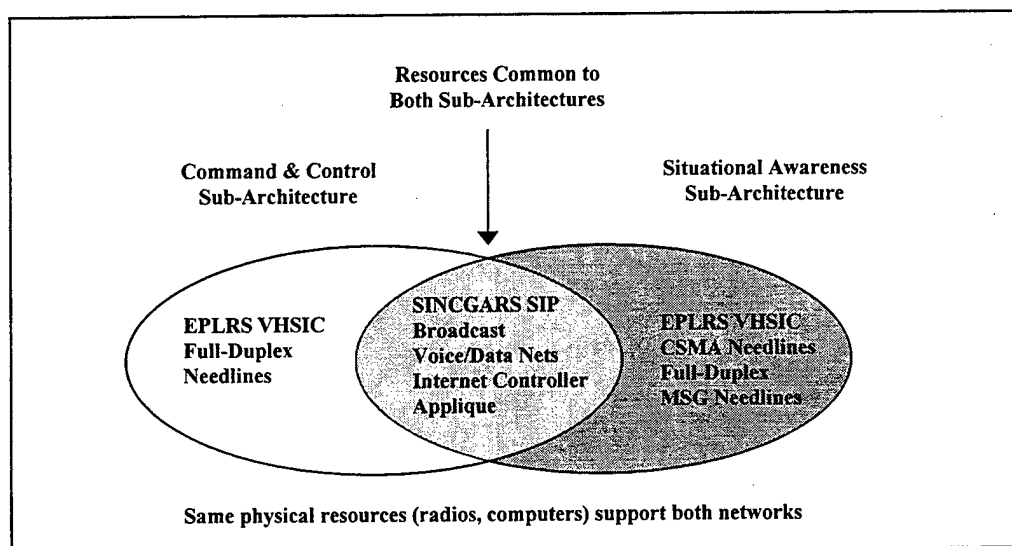 Resources Common to
Both Sub-Architectures
Command & Control
Sub-Architecture
Situational Awareness
Sub-Architecture
EPLRS VHSIC
Full-Duplex
Needlines
SINCGARS SIP
Broadcast
Voice/Data Nets
Internet Controller
Applique
EPLRS VHSIC
CSMA Needlines
Full-Duplex
MSG Needlines
Same physical resources (radios, computers) support both networks